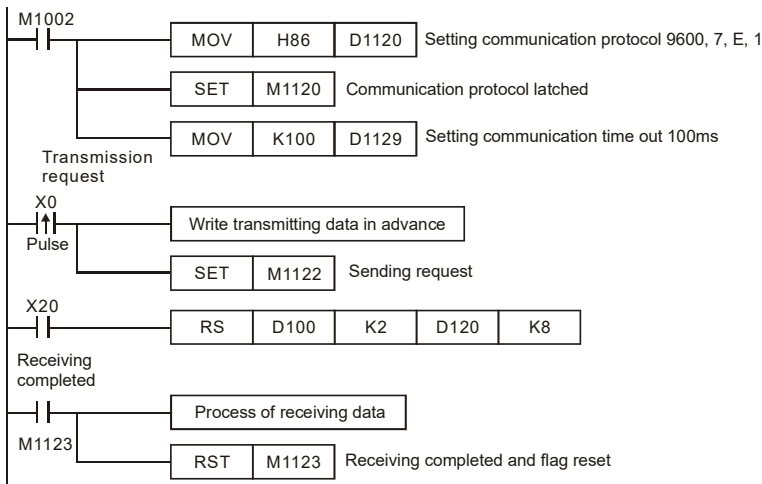 M1002
MOV H86 D1120 Setting communication protocol 9600, 7, E, 1
SET M1120 Communication protocol latched
MOV K100 D1129 Setting communication time out 100ms
Transmission
request
X0
Write transmitting data in advance
Pulse
SET M1122 Sending request
X20
RS D100 K2 D120 K8
Receiving
completed
Process of receiving data
M1123
RST M1123 Receiving completed and flag reset